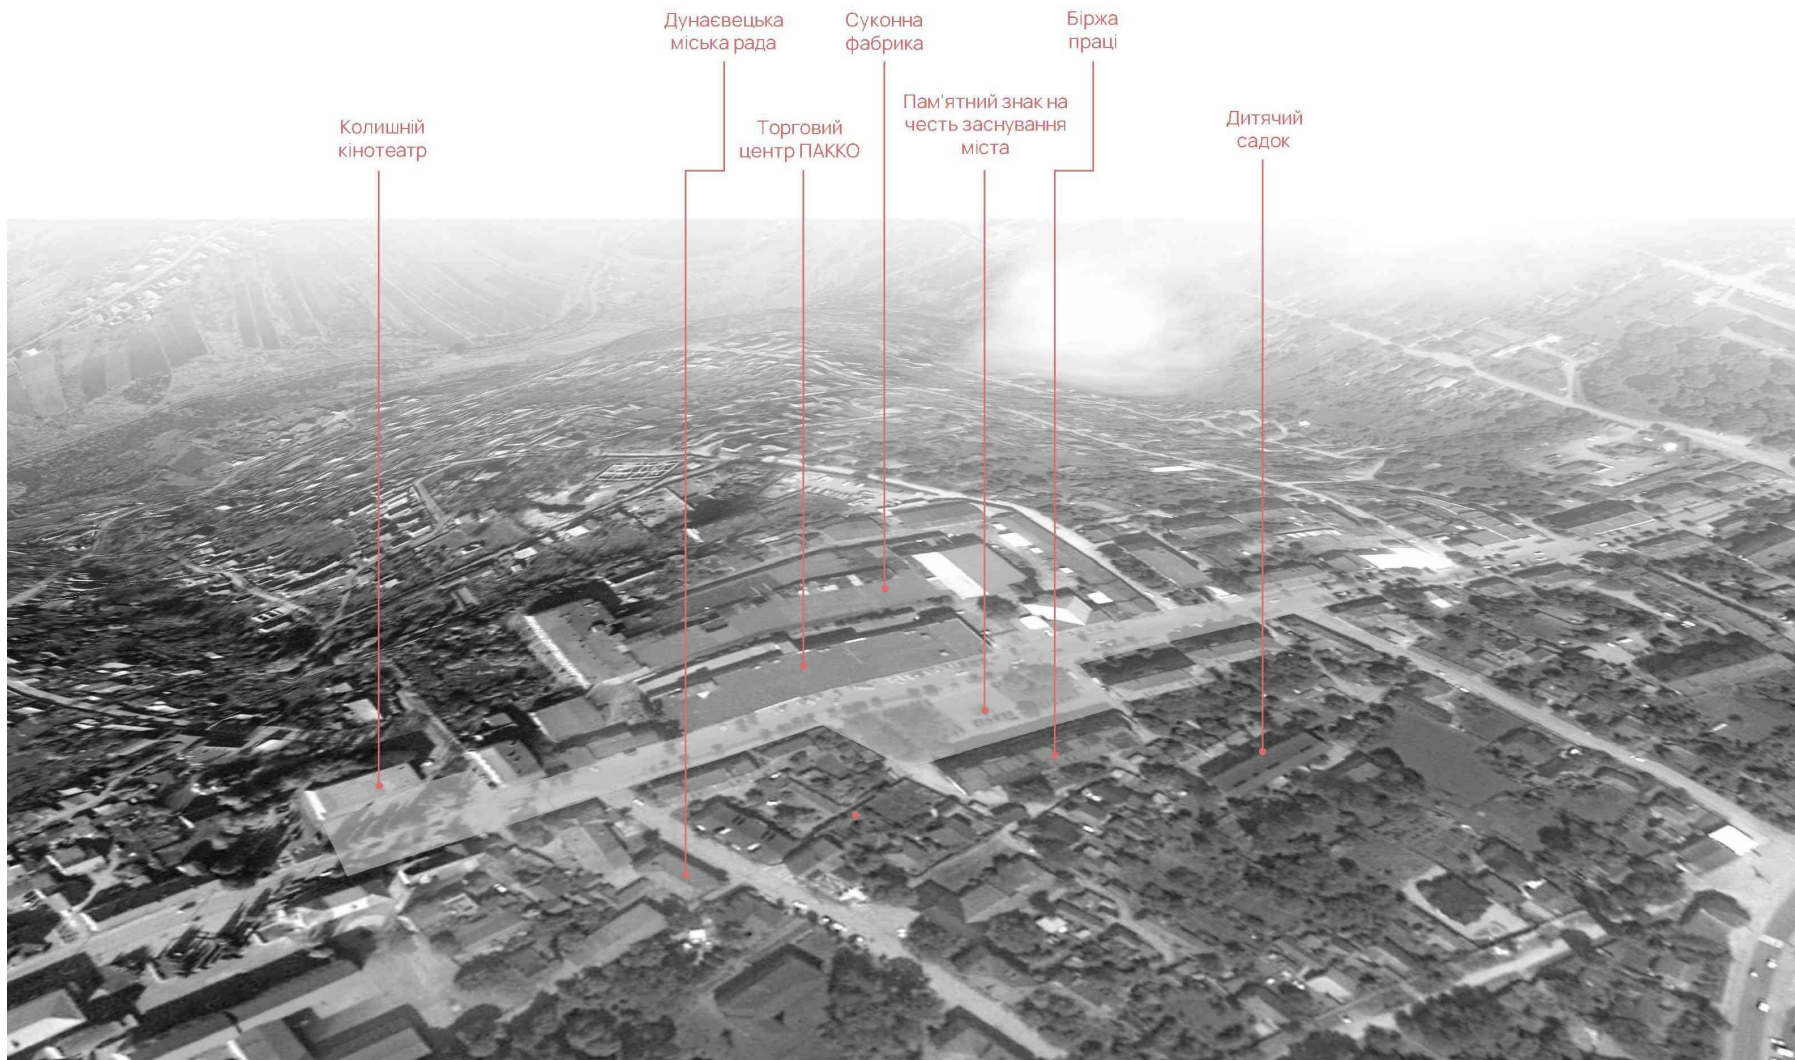 Дунаєвецька
міська рада
Суконна
фабрика
Біржа
праці
Колишній
кінотеатр
Торговий
центр ПАККО
Пам'ятний знак на
честь заснування
міста
Дитячий
садок